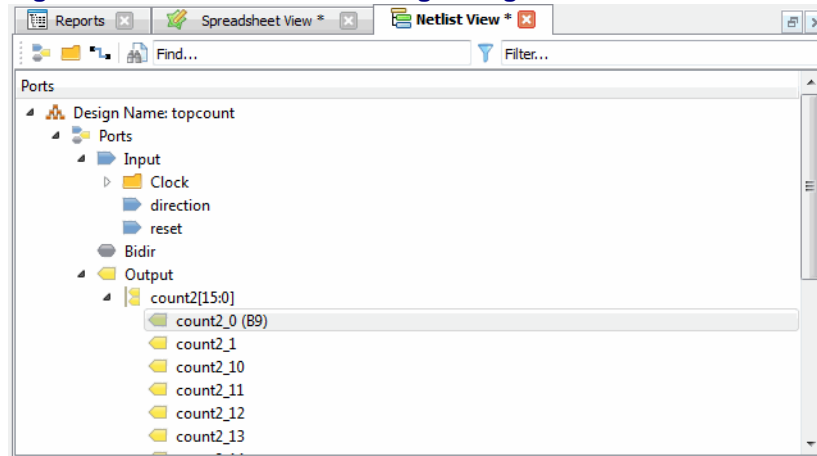 Reports
Spreadsheet View *
Netlist View *
Find...
Filter...
Ports
Design Name: topcount
Ports
Input
Clock
direction
reset
Bidir
Output
count2[15:0]
count2_0 (B9)
count2_1
count2_10
count2_11
count2_12
count2_13